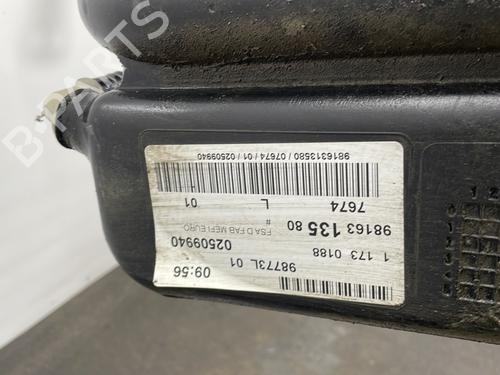 B-PARTS
9816313580 / 07674 / 01 / 02509940
7674 L 01
98163 135 80 #
1 173 0188 FSA D FAB MEFI EURO
98773L 01 02509940
09:56